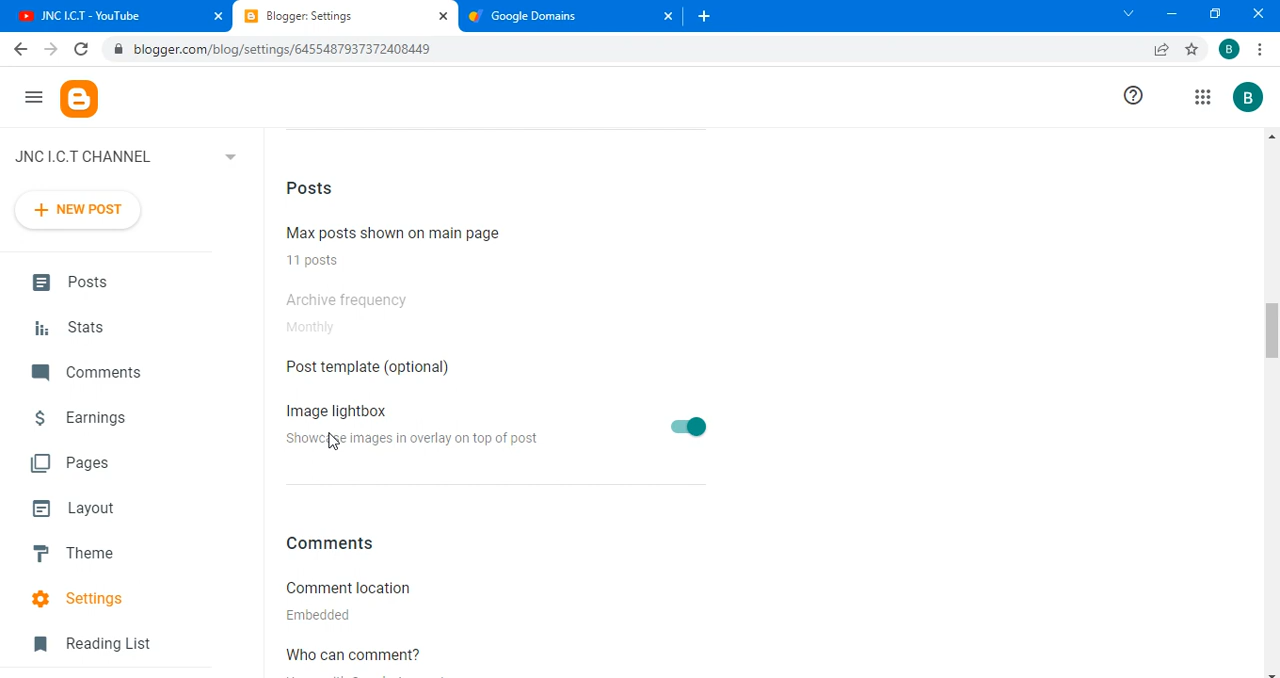 JNC I.C.T - YouTube
Blogger: Settings
Google Domains
blogger.com/blog/settings/6455487937372408449
B
B
JNC I.C.T CHANNEL
NEW POST
Posts
Stats
Comments
Earnings
Pages
Layout
Theme
Settings
Reading List
Posts
Max posts shown on main page
11 posts
Archive frequency
Monthly
Post template (optional)
Image lightbox
Showcase images in overlay on top of post
Comments
Comment location
Embedded
Who can comment?